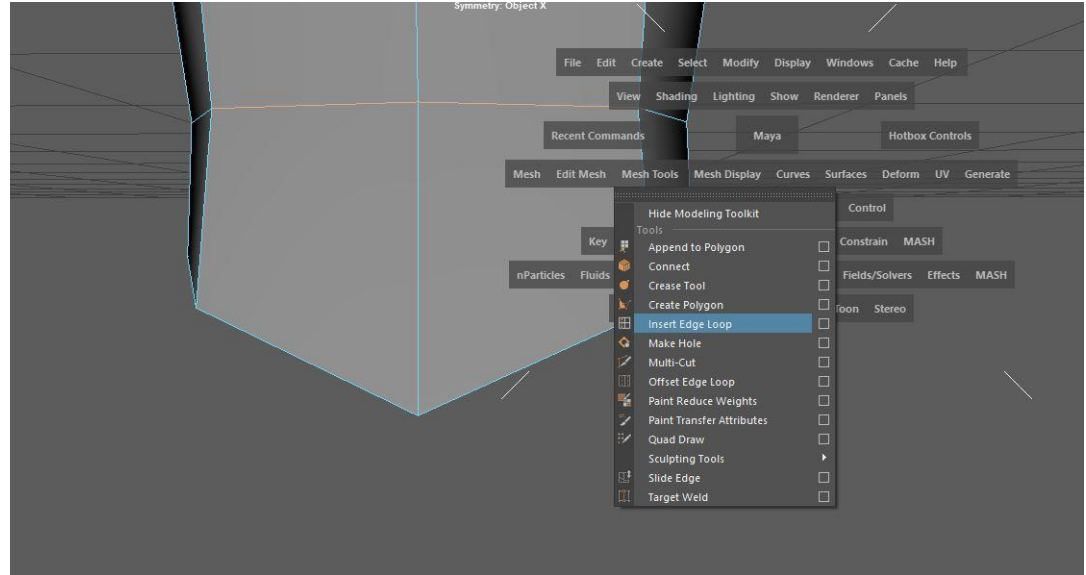 Symmetry: Object X
File Edit Create Select Modify Display Windows Cache Help
View Shading Lighting Show Renderer Panels
Recent Commands Maya Hotbox Controls
Mesh Edit Mesh Mesh Tools Mesh Display Curves Surfaces Deform UV Generate
Hide Modeling Toolkit
Control
Tools
Key
Append to Polygon
Constrain MASH
Connect
nParticles Fluids
Fields/Solvers Effects MASH
Crease Tool
Create Polygon
Toon Stereo
Insert Edge Loop
Make Hole
Multi-Cut
Offset Edge Loop
Paint Reduce Weights
Paint Transfer Attributes
Quad Draw
Sculpting Tools
Slide Edge
Target Weld